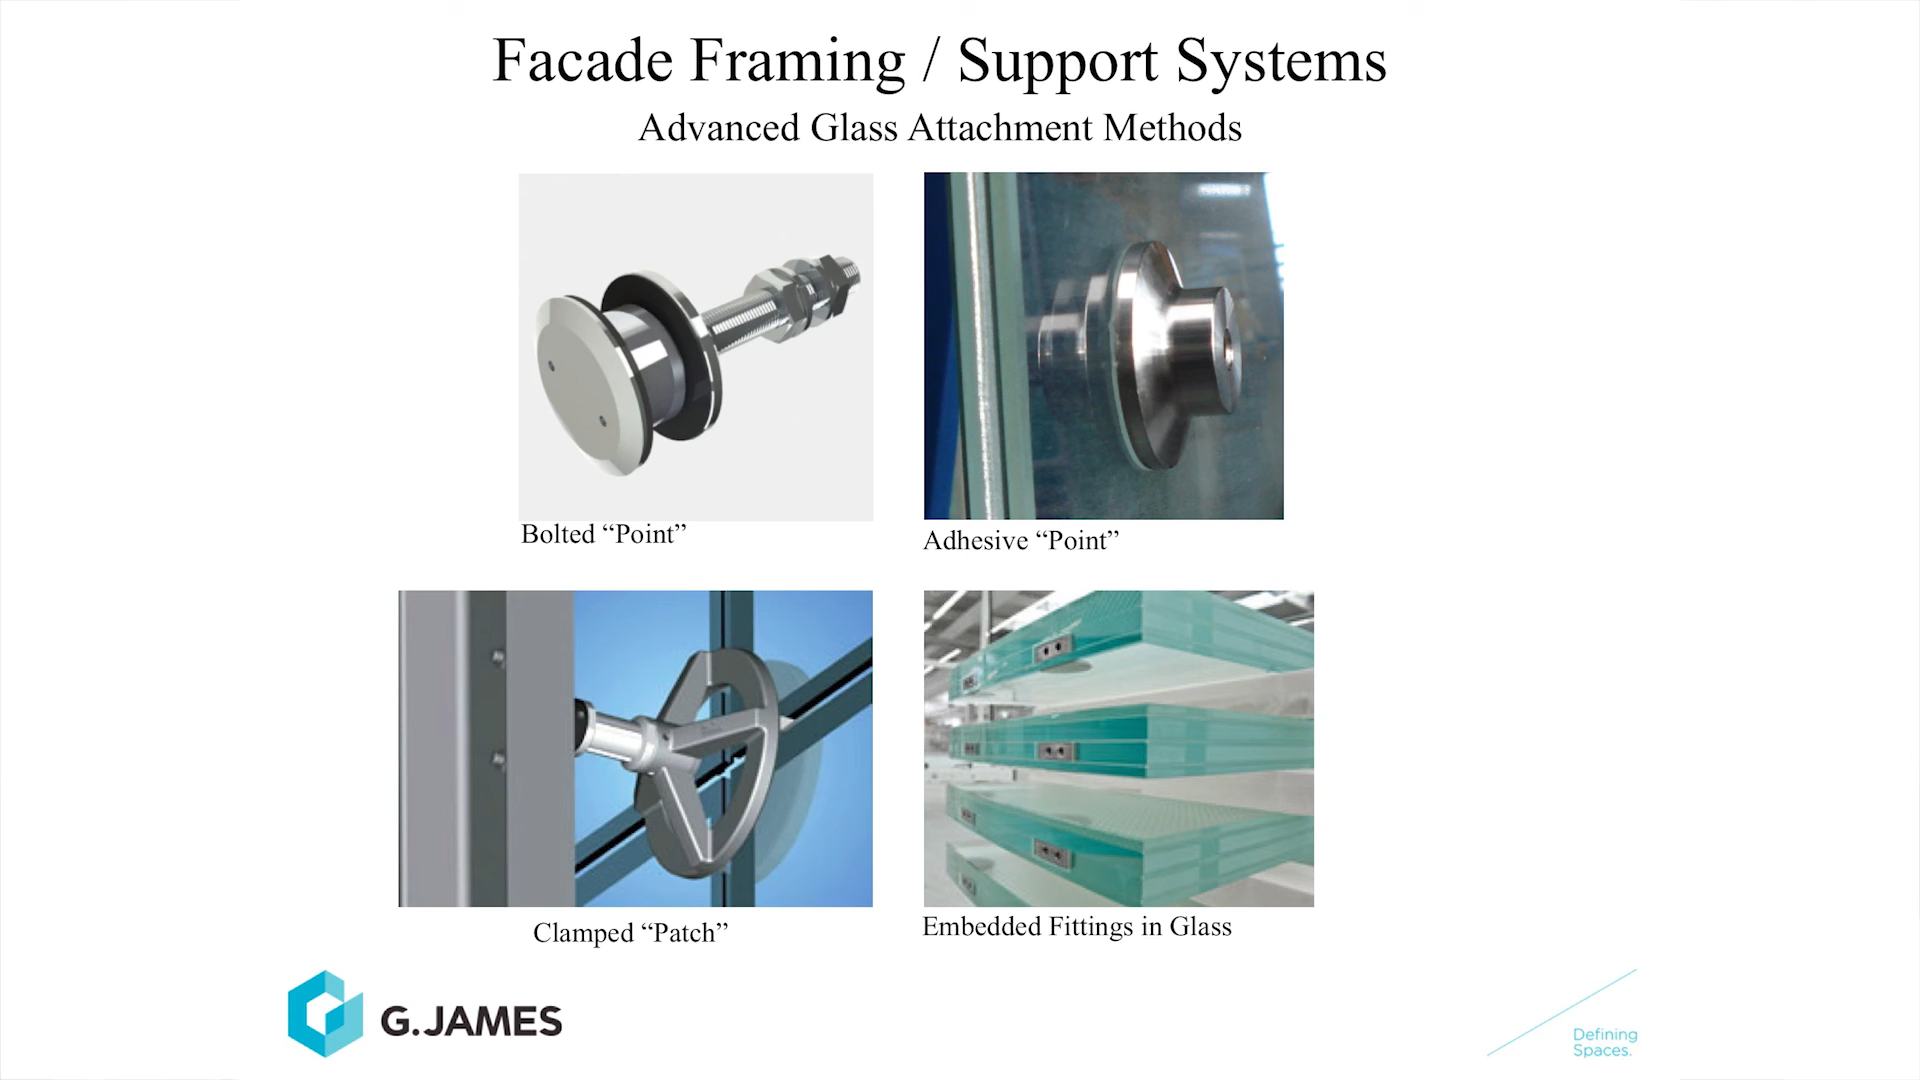 Facade Framing / Support Systems
Advanced Glass Attachment Methods
Bolted “Point”
Adhesive “Point”
Clamped “Patch”
Embedded Fittings in Glass
G.JAMES
Defining
Spaces.